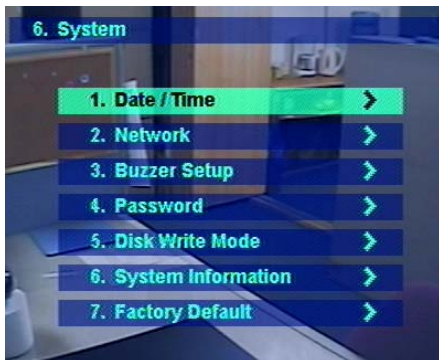 6. System
1. Date / Time
2. Network
3. Buzzer Setup
4. Password
5. Disk Write Mode
6. System Information
7. Factory Default